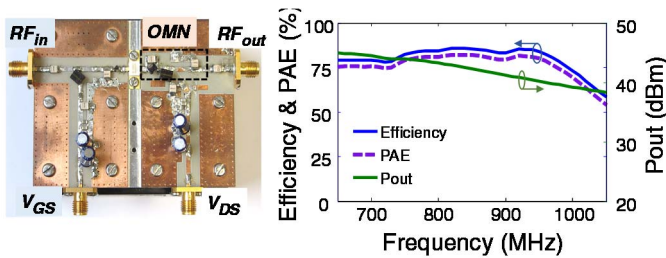 RFin
OMN
RFout
VGS
VDS
Efficiency & PAE (%)
100
75
50
25
0
Efficiency
PAE
Pout
50
40
30
20
Pout (dBm)
700
800
900
1000
Frequency (MHz)